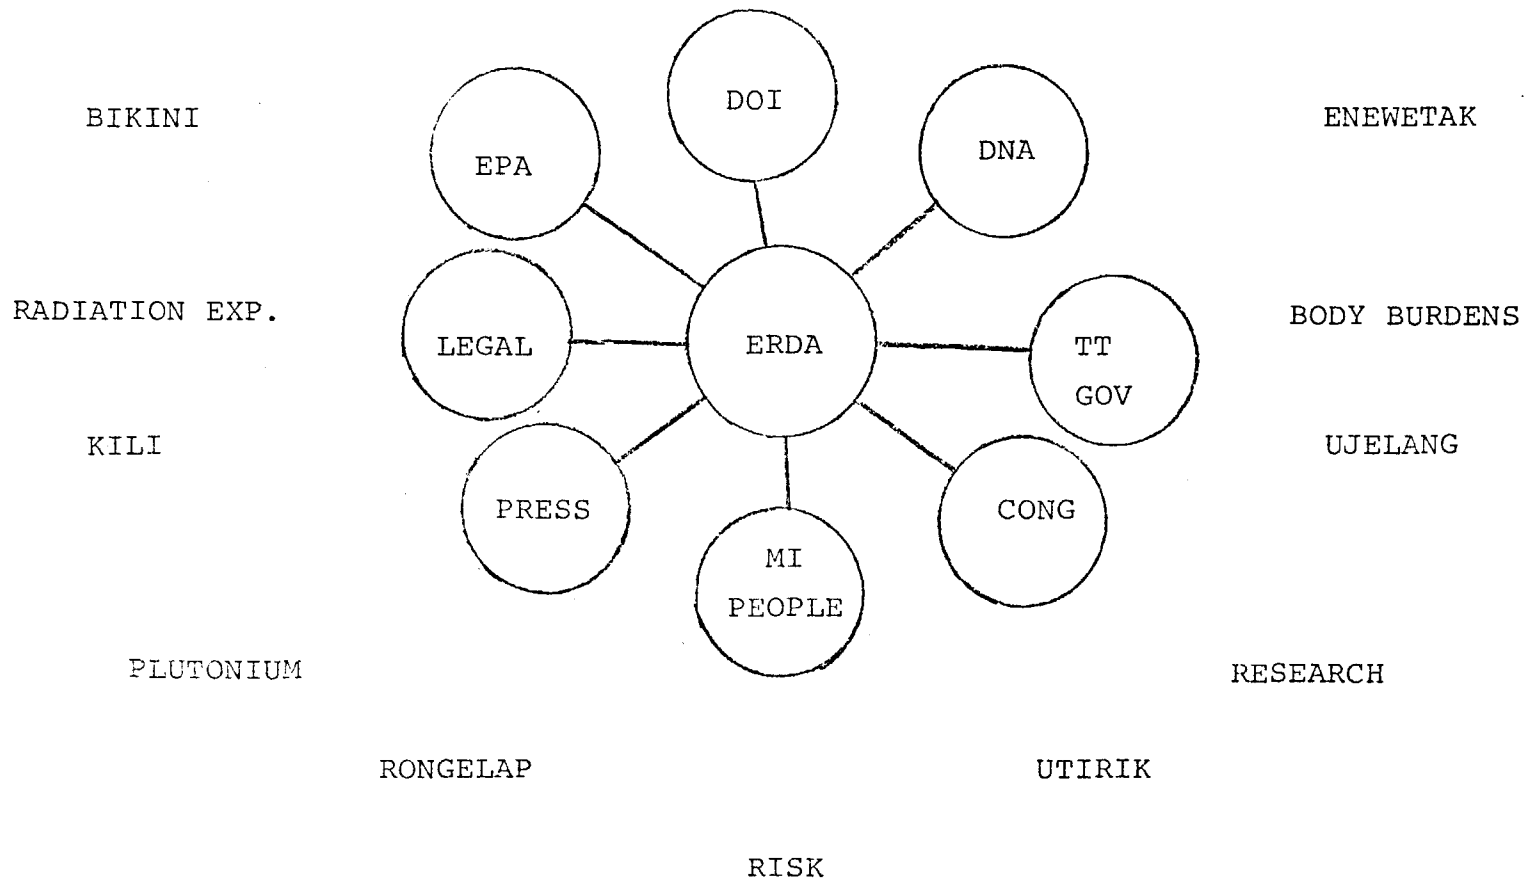 DOI
BIKINI
ENEWETAK
EPA
DNA
RADIATION EXP.
BODY BURDENS
LEGAL
ERDA
TT
GOV
KILI
UJELANG
PRESS
CONG
MI
PEOPLE
PLUTONIUM
RESEARCH
RONGELAP
UTIRIK
RISK